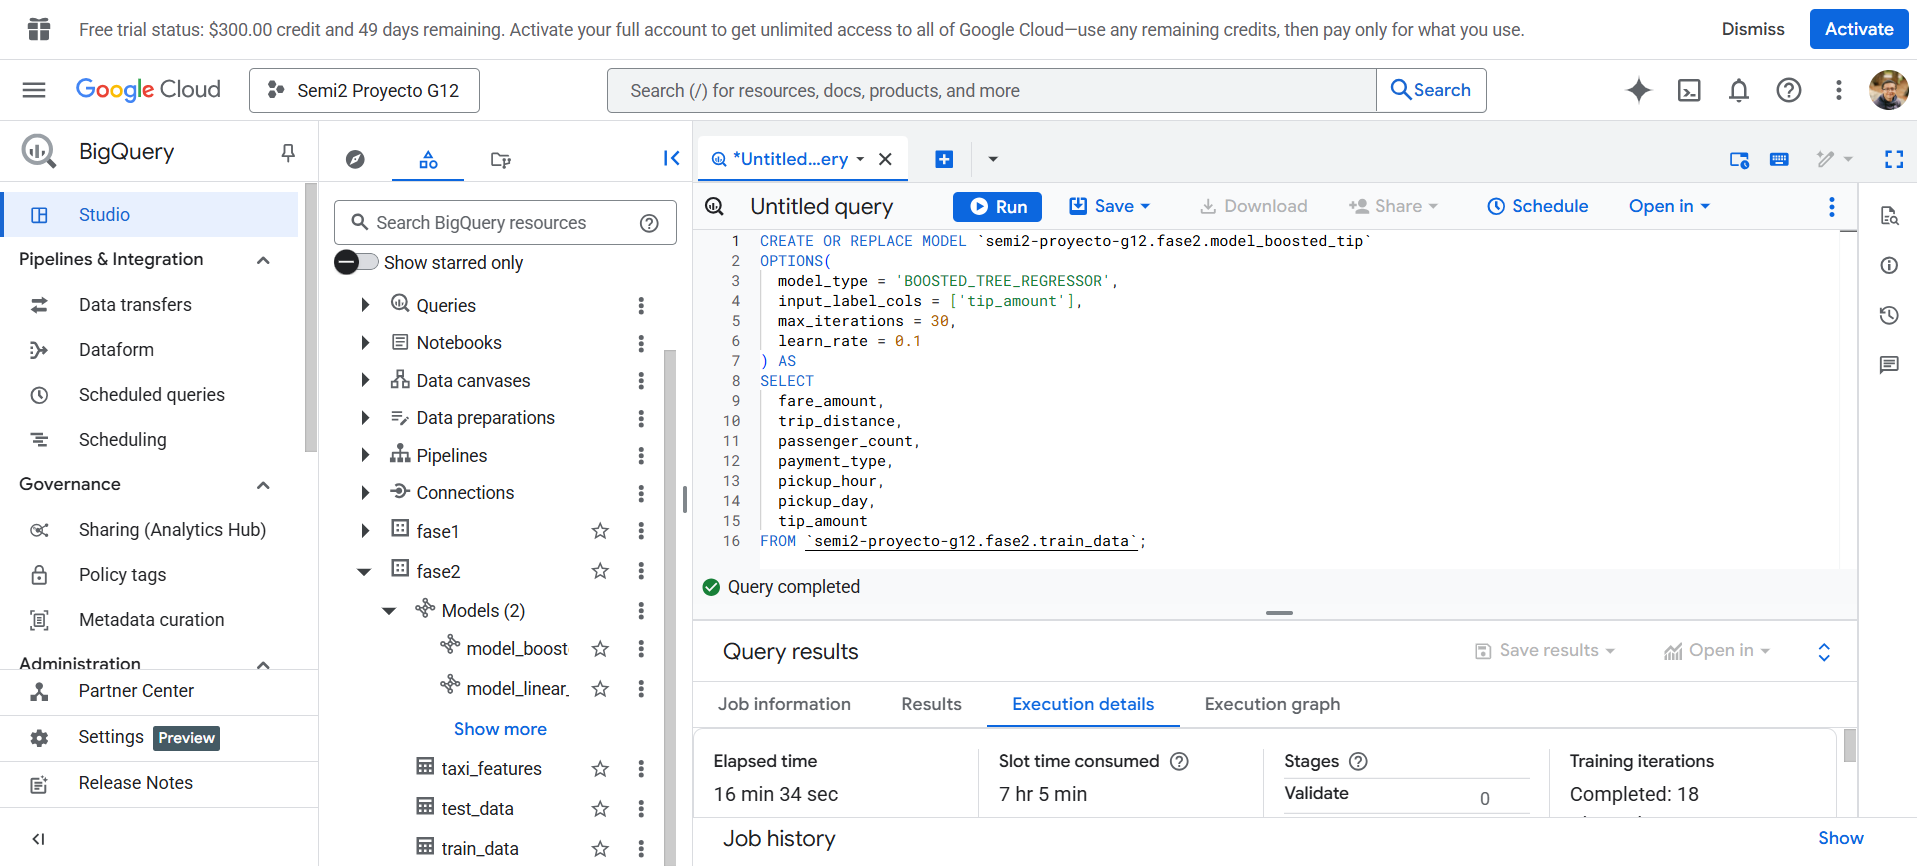 Free trial status: $300.00 credit and 49 days remaining. Activate your full account to get unlimited access to all of Google Cloud—use any remaining credits, then pay only for what you use.
Dismiss
Activate
Google Cloud
Semi2 Proyecto G12
Search (/) for resources, docs, products, and more
Search
BigQuery
Studio
Pipelines & Integration
Data transfers
Dataform
Scheduled queries
Scheduling
Governance
Sharing (Analytics Hub)
Policy tags
Metadata curation
Administration
Partner Center
Settings Preview
Release Notes
Search BigQuery resources
Show starred only
Queries
Notebooks
Data canvases
Data preparations
Pipelines
Connections
fase1
fase2
Models (2)
model_boost
model_linear_
Show more
taxi_features
test_data
train_data
*Untitled...ery
Untitled query
Run
Save
Download
Share
Schedule
Open in
1 CREATE OR REPLACE MODEL `semi2-proyecto-g12.fase2.model_boosted_tip`
2 OPTIONS(
3 model_type = 'BOOSTED_TREE_REGRESSOR',
4 input_label_cols = ['tip_amount'],
5 max_iterations = 30,
6 learn_rate = 0.1
7 ) AS
8 SELECT
9 fare_amount,
10 trip_distance,
11 passenger_count,
12 payment_type,
13 pickup_hour,
14 pickup_day,
15 tip_amount
16 FROM `semi2-proyecto-g12.fase2.train_data`;
Query completed
Query results
Save results
Open in
Job information
Results
Execution details
Execution graph
Elapsed time
16 min 34 sec
Slot time consumed
7 hr 5 min
Stages
Validate 0
Training iterations
Completed: 18
Job history
Show